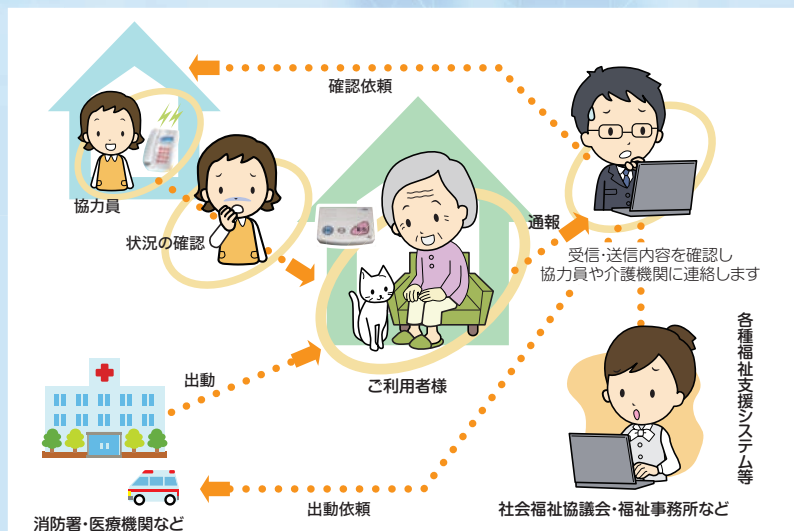 確認依頼
協力員
状況の確認
通報
受信・送信内容を確認し
協力員や介護機関に連絡します
ご利用者様
出動
各種福祉支援システム等
出動依頼
消防署・医療機関など
社会福祉協議会・福祉事務所など